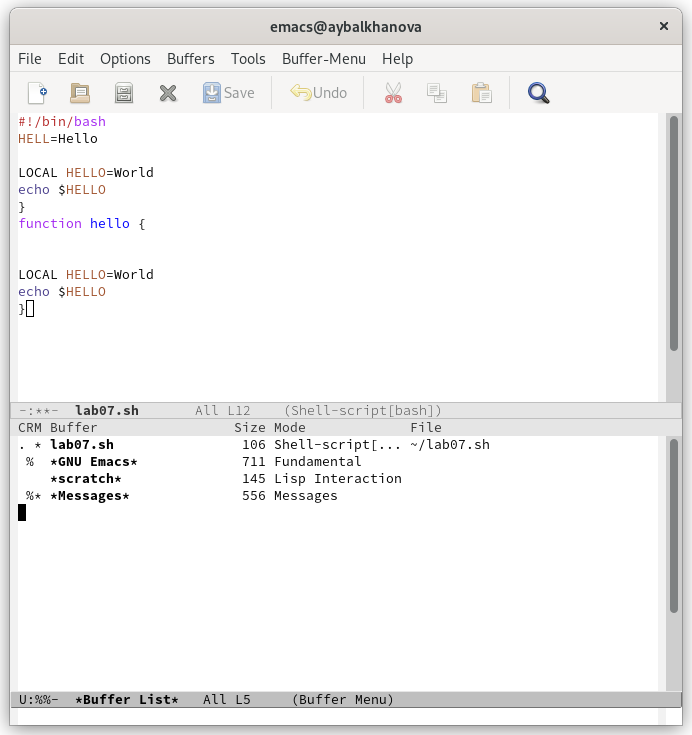 emacs@aybalkhanova
File Edit Options Buffers Tools Buffer-Menu Help
Save Undo
#!/bin/bash
HELL=Hello
LOCAL HELLO=World
echo $HELLO
}
function hello {
LOCAL HELLO=World
echo $HELLO
}
-:**- lab07.sh All L12 (Shell-script[bash])
CRM Buffer Size Mode File
. * lab07.sh 106 Shell-script[... ~/lab07.sh
% *GNU Emacs* 711 Fundamental
*scratch* 145 Lisp Interaction
%* *Messages* 556 Messages
U:%%- *Buffer List* All L5 (Buffer Menu)